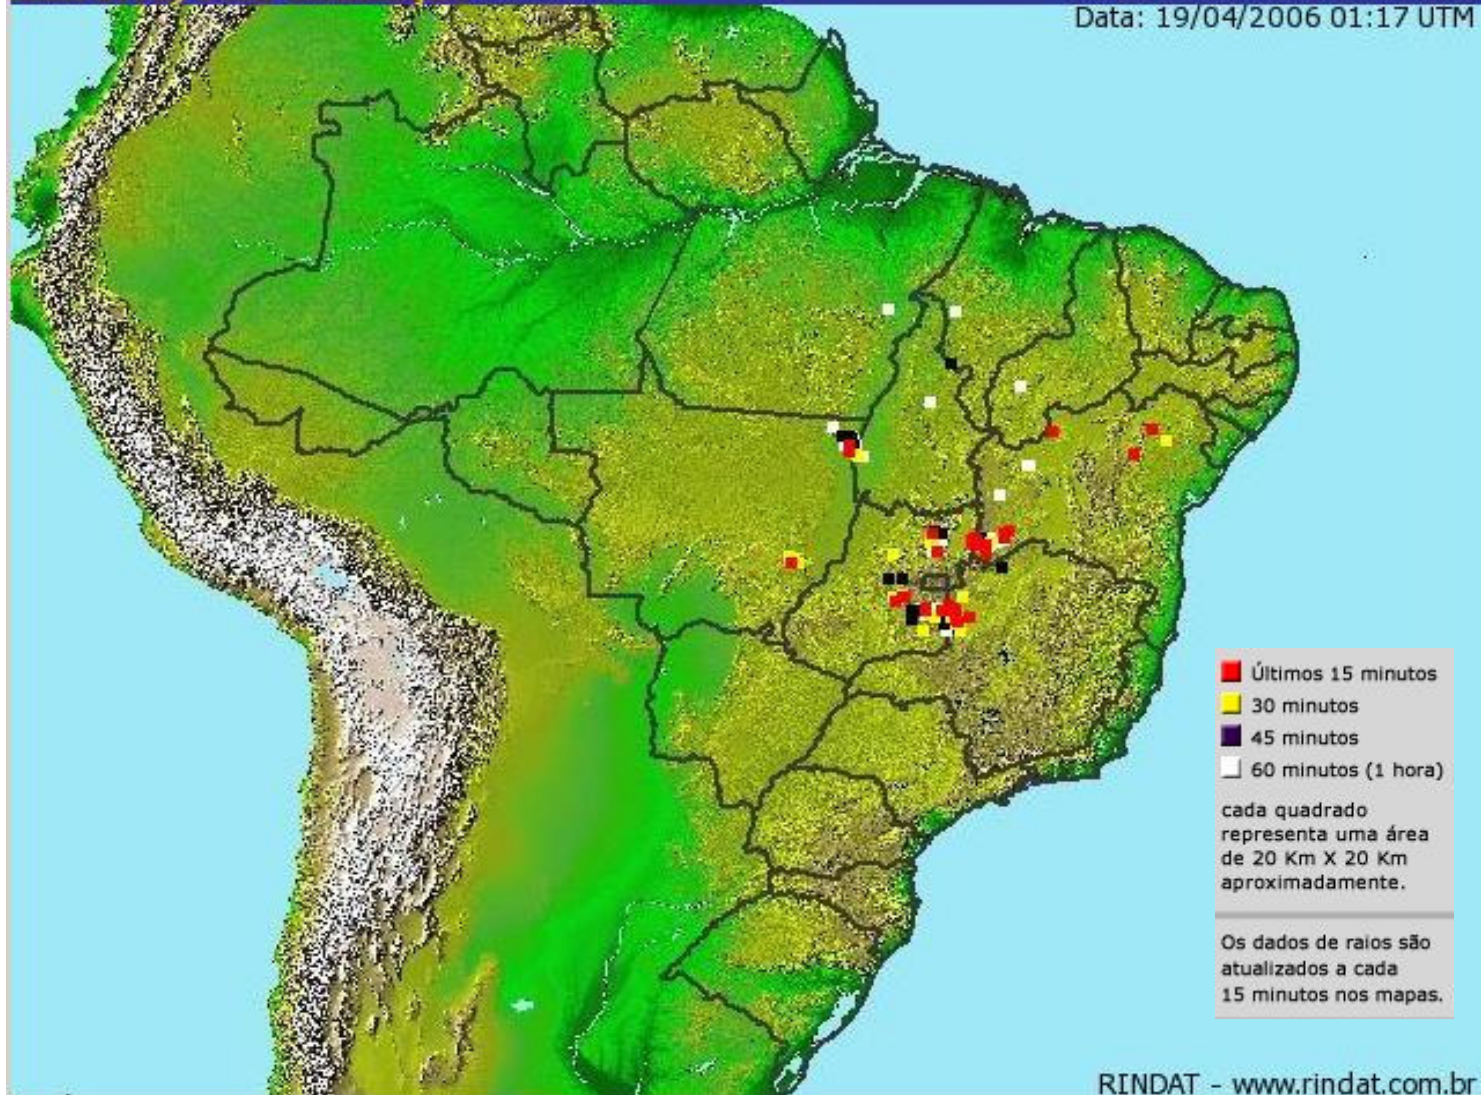 Data: 19/04/2006 01:17 UTM
Últimos 15 minutos
30 minutos
45 minutos
60 minutos (1 hora)
cada quadrado
representa uma área
de 20 Km X 20 Km
aproximadamente.
Os dados de raios são
atualizados a cada
15 minutos nos mapas.
RINDAT - www.rindat.com.br